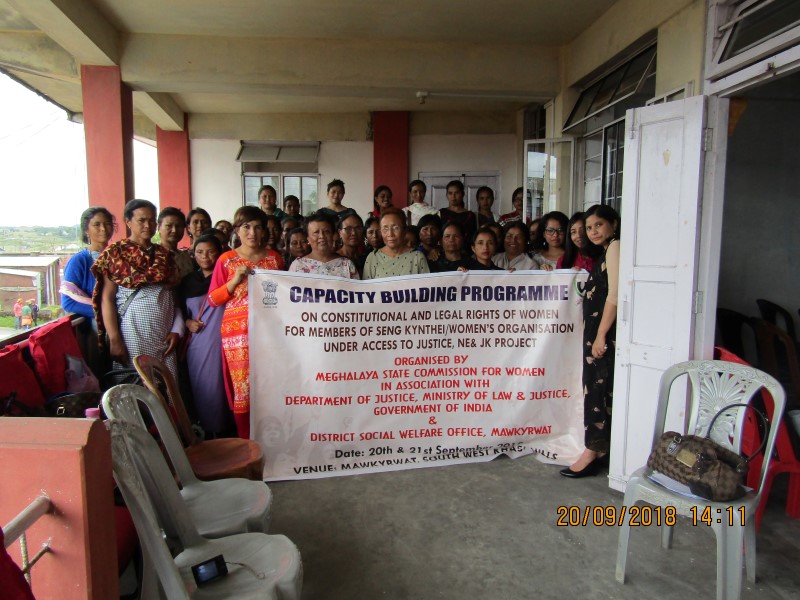 CAPACITY BUILDING PROGRAMME
ON CONSTITUTIONAL AND LEGAL RIGHTS OF WOMEN
FOR MEMBERS OF SENG KYNTHEI/WOMEN'S ORGANISATION
UNDER ACCESS TO JUSTICE, NE& JK PROJECT
ORGANISED BY
MEGHALAYA STATE COMMISSION FOR WOMEN
IN ASSOCIATION WITH
DEPARTMENT OF JUSTICE, MINISTRY OF LAW & JUSTICE,
GOVERNMENT OF INDIA
&
DISTRICT SOCIAL WELFARE OFFICE, MAWKYRWAT
Date: 20th & 21st September
VENUE: MAWKYRWAT, SOUTH WEST KHASI HILLS
20/09/2018 14:11